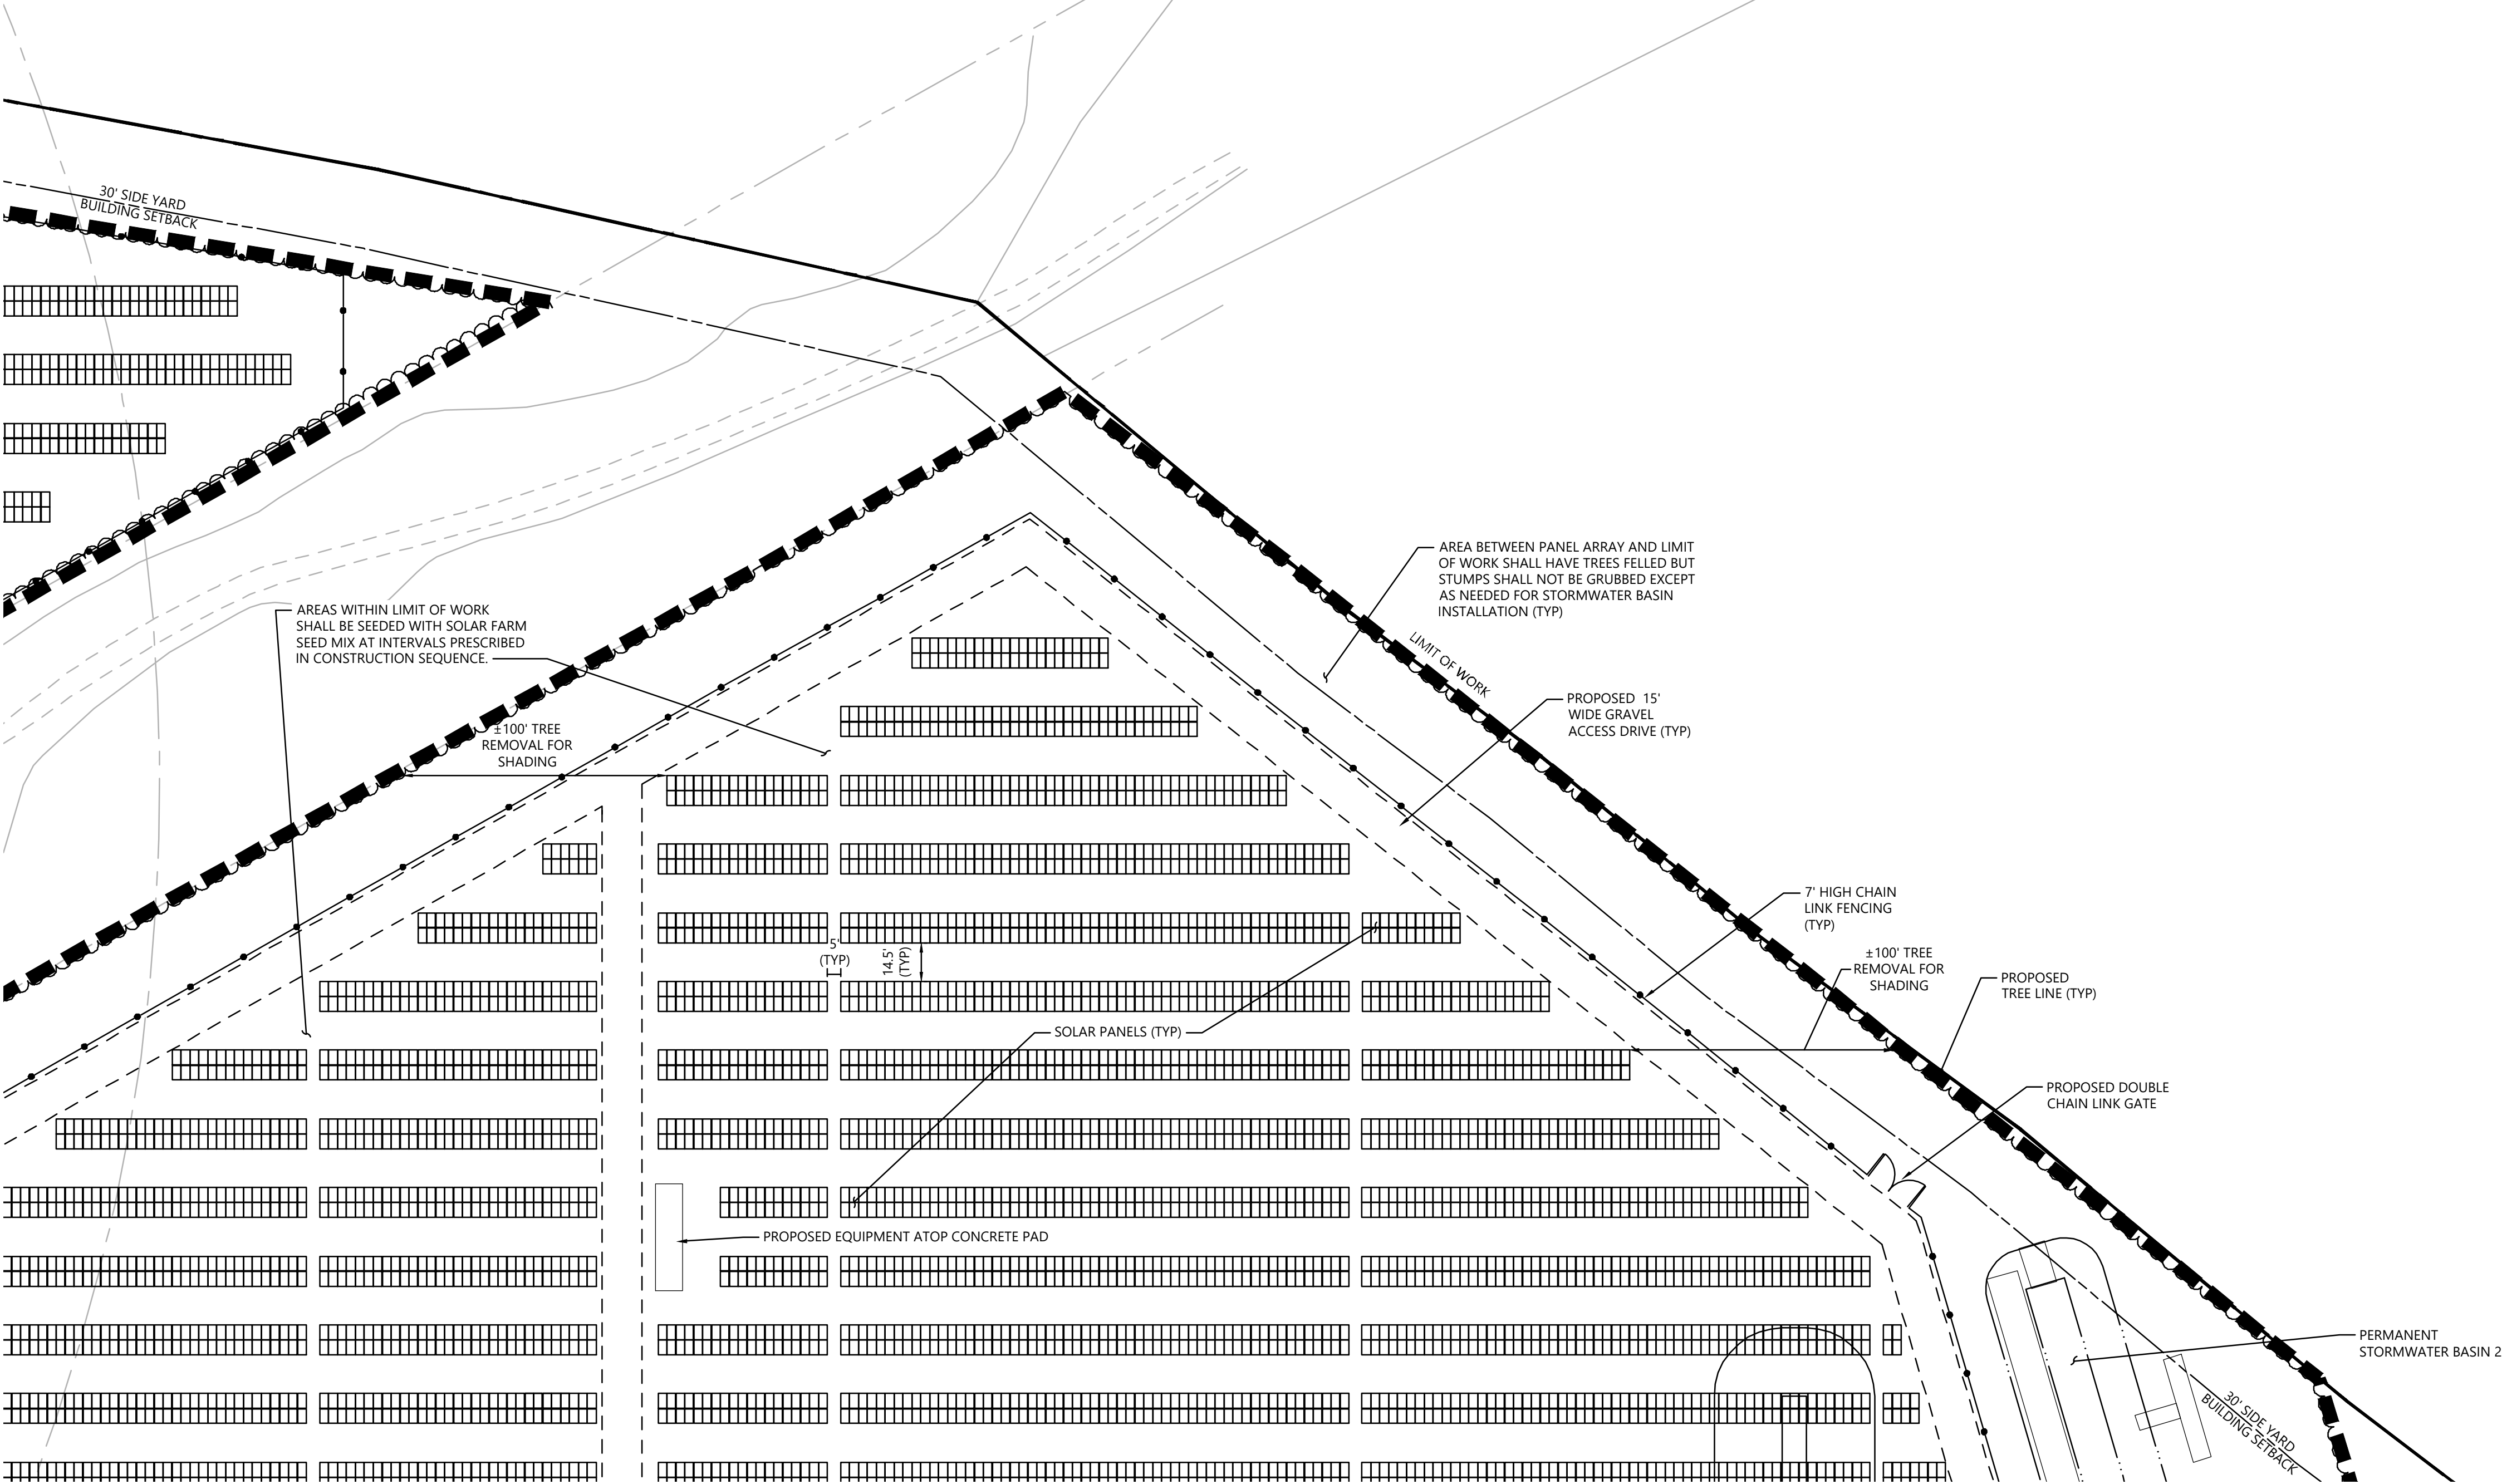 30' SIDE YARD
BUILDING SETBACK
AREA BETWEEN PANEL ARRAY AND LIMIT
OF WORK SHALL HAVE TREES FELLED BUT
STUMPS SHALL NOT BE GRUBBED EXCEPT
AS NEEDED FOR STORMWATER BASIN
INSTALLATION (TYP)
AREAS WITHIN LIMIT OF WORK
SHALL BE SEEDED WITH SOLAR FARM
SEED MIX AT INTERVALS PRESCRIBED
IN CONSTRUCTION SEQUENCE.
LIMIT OF WORK
PROPOSED 15'
WIDE GRAVEL
ACCESS DRIVE (TYP)
±100' TREE
REMOVAL FOR
SHADING
7' HIGH CHAIN
LINK FENCING
(TYP)
5'
(TYP)
14.5'
(TYP)
±100' TREE
REMOVAL FOR
SHADING
PROPOSED
TREE LINE (TYP)
SOLAR PANELS (TYP)
PROPOSED DOUBLE
CHAIN LINK GATE
PROPOSED EQUIPMENT ATOP CONCRETE PAD
PERMANENT
STORMWATER BASIN 2
30' SIDE YARD
BUILDING SETBACK